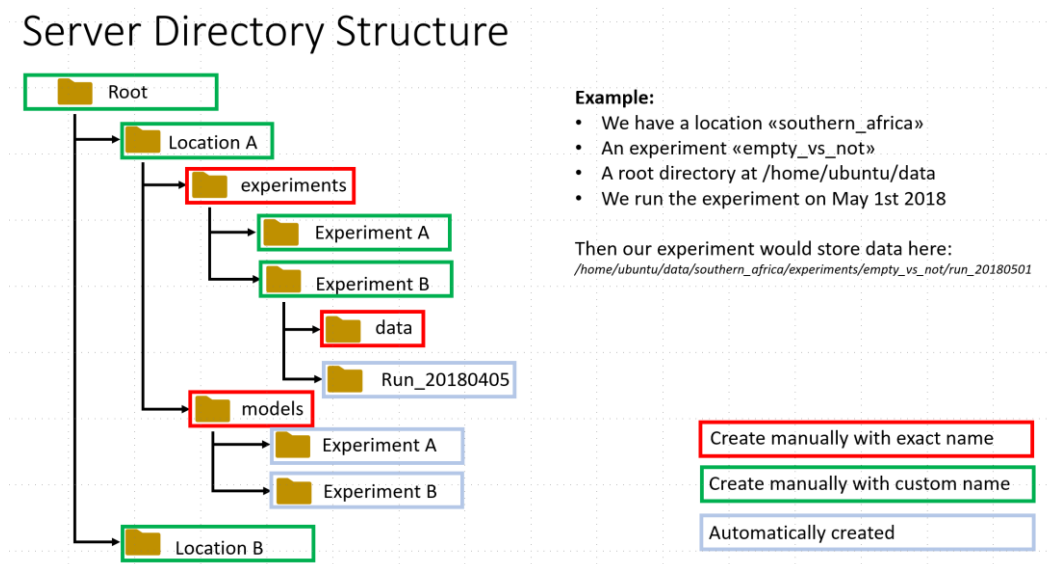 Server Directory Structure
Root
Location A
experiments
Experiment A
Experiment B
data
Run_20180405
models
Experiment A
Experiment B
Location B
Example:
• We have a location «southern_africa»
• An experiment «empty_vs_not»
• A root directory at /home/ubuntu/data
• We run the experiment on May 1st 2018
Then our experiment would store data here:
/home/ubuntu/data/southern_africa/experiments/empty_vs_not/run_20180501
Create manually with exact name
Create manually with custom name
Automatically created